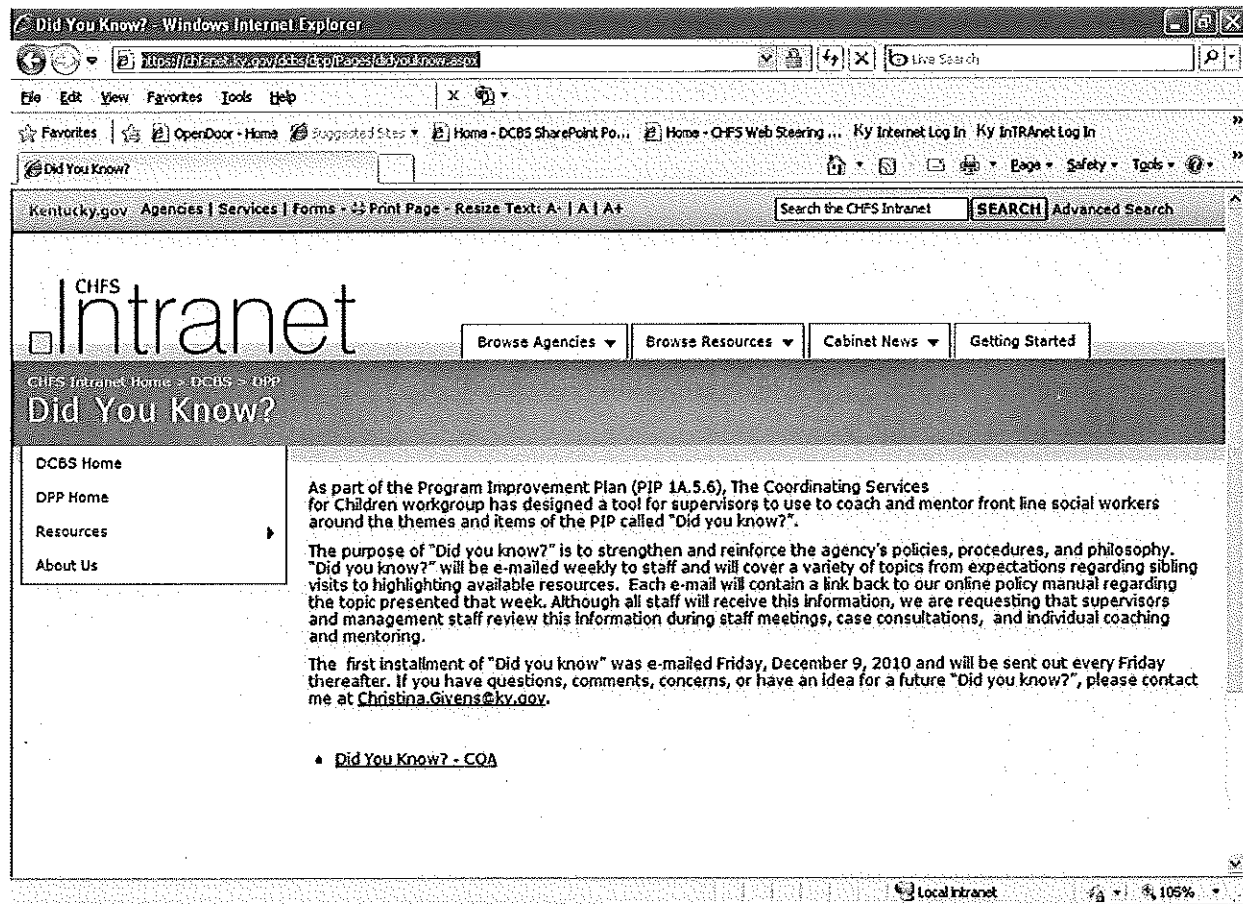 Did You Know? - Windows Internet Explorer
https://chfsnet.ky.gov/dcbs/dpp/Pages/didyouknow.aspx
Live Search
File Edit View Favorites Tools Help
Favorites OpenDoor - Home Suggested Sites Home - DCBS SharePoint Po... Home - CHFS Web Steering ... Ky Internet Log In Ky InTRAnet Log In
Did You Know?
Page Safety Tools
Kentucky.gov Agencies | Services | Forms - Print Page - Resize Text: A- | A | A+ Search the CHFS Intranet SEARCH Advanced Search
CHFS
Intranet
Browse Agencies Browse Resources Cabinet News Getting Started
CHFS Intranet Home > DCBS > DPP
Did You Know?
DCBS Home
DPP Home
Resources
About Us
As part of the Program Improvement Plan (PIP 1A.5.6), The Coordinating Services
for Children workgroup has designed a tool for supervisors to use to coach and mentor front line social workers
around the themes and items of the PIP called "Did you know?".
The purpose of "Did you know?" is to strengthen and reinforce the agency's policies, procedures, and philosophy.
"Did you know?" will be e-mailed weekly to staff and will cover a variety of topics from expectations regarding sibling
visits to highlighting available resources. Each e-mail will contain a link back to our online policy manual regarding
the topic presented that week. Although all staff will receive this information, we are requesting that supervisors
and management staff review this information during staff meetings, case consultations, and individual coaching
and mentoring.
The first installment of "Did you know" was e-mailed Friday, December 9, 2010 and will be sent out every Friday
thereafter. If you have questions, comments, concerns, or have an idea for a future "Did you know?", please contact
me at Christina.Givens@ky.gov.
• Did You Know? - COA
Local intranet 105%